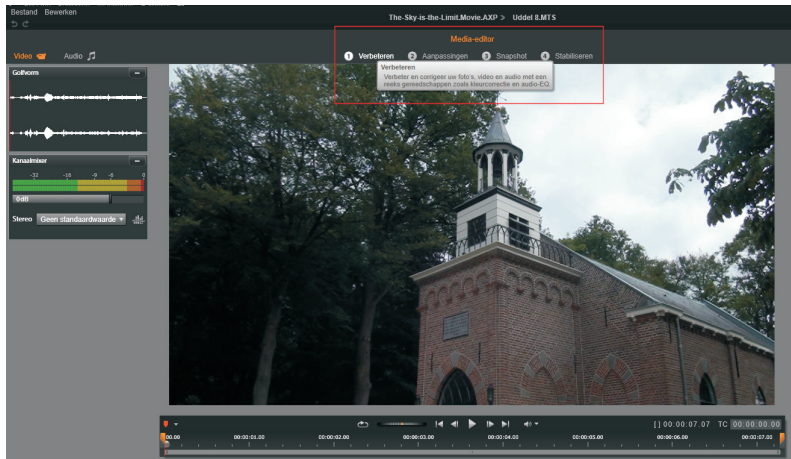 Bestand Bewerken
The-Sky-is-the-Limit.Movie.AXP > Uddel 8.MTS
Media-editor
Video Audio
1 Verbeteren 2 Aanpassingen 3 Snapshot 4 Stabiliseren
Verbeteren
Verbeter en corrigeer uw foto's, video en audio met een
reeks gereedschappen zoals kleurcorrectie en audio-EQ.
Golfvorm
Kanaalmixer
-32 -16 -9 -6 0
0dB
Stereo Geen standaardwaarde
[ ] 00:00:07.07 TC 00:00:00.00
00.00 00:00:01.00 00:00:02.00 00:00:03.00 00:00:04.00 00:00:05.00 00:00:06.00 00:00:07.00